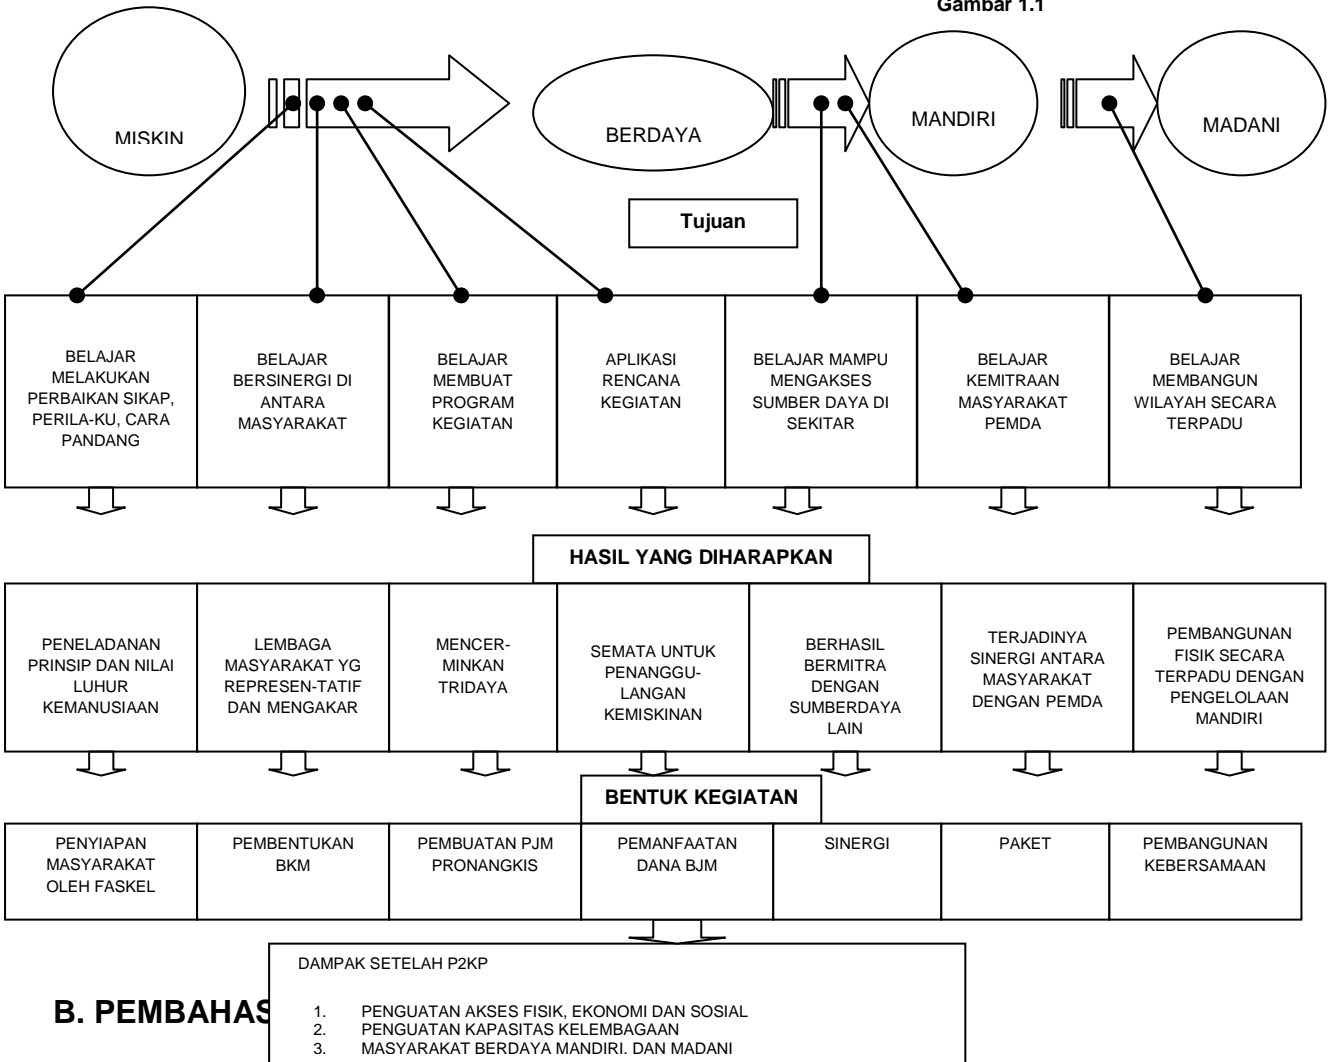 Gambar 1.1
MISKIN
BERDAYA
MANDIRI
MADANI
Tujuan
BELAJAR
MELAKUKAN
PERBAIKAN SIKAP,
PERILA-KU, CARA
PANDANG
BELAJAR
BERSINERGI DI
ANTARA
MASYARAKAT
BELAJAR
MEMBUAT
PROGRAM
KEGIATAN
APLIKASI
RENCANA
KEGIATAN
BELAJAR MAMPU
MENGAKSES
SUMBER DAYA DI
SEKITAR
BELAJAR
KEMITRAAN
MASYARAKAT
PEMDA
BELAJAR
MEMBANGUN
WILAYAH SECARA
TERPADU
HASIL YANG DIHARAPKAN
PENELADANAN
PRINSIP DAN NILAI
LUHUR
KEMANUSIAAN
LEMBAGA
MASYARAKAT YG
REPRESEN-TATIF
DAN MENGAKAR
MENCER-
MINKAN
TRIDAYA
SEMATA UNTUK
PENANGGU-
LANGAN
KEMISKINAN
BERHASIL
BERMITRA
DENGAN
SUMBERDAYA
LAIN
TERJADINYA
SINERGI ANTARA
MASYARAKAT
DENGAN PEMDA
PEMBANGUNAN
FISIK SECARA
TERPADU DENGAN
PENGELOLAAN
MANDIRI
BENTUK KEGIATAN
PENYIAPAN
MASYARAKAT
OLEH FASKEL
PEMBENTUKAN
BKM
PEMBUATAN PJM
PRONANGKIS
PEMANFAATAN
DANA BJM
SINERGI
PAKET
PEMBANGUNAN
KEBERSAMAAN
DAMPAK SETELAH P2KP
B. PEMBAHAS
1. PENGUATAN AKSES FISIK, EKONOMI DAN SOSIAL
2. PENGUATAN KAPASITAS KELEMBAGAAN
3. MASYARAKAT BERDAYA MANDIRI. DAN MADANI